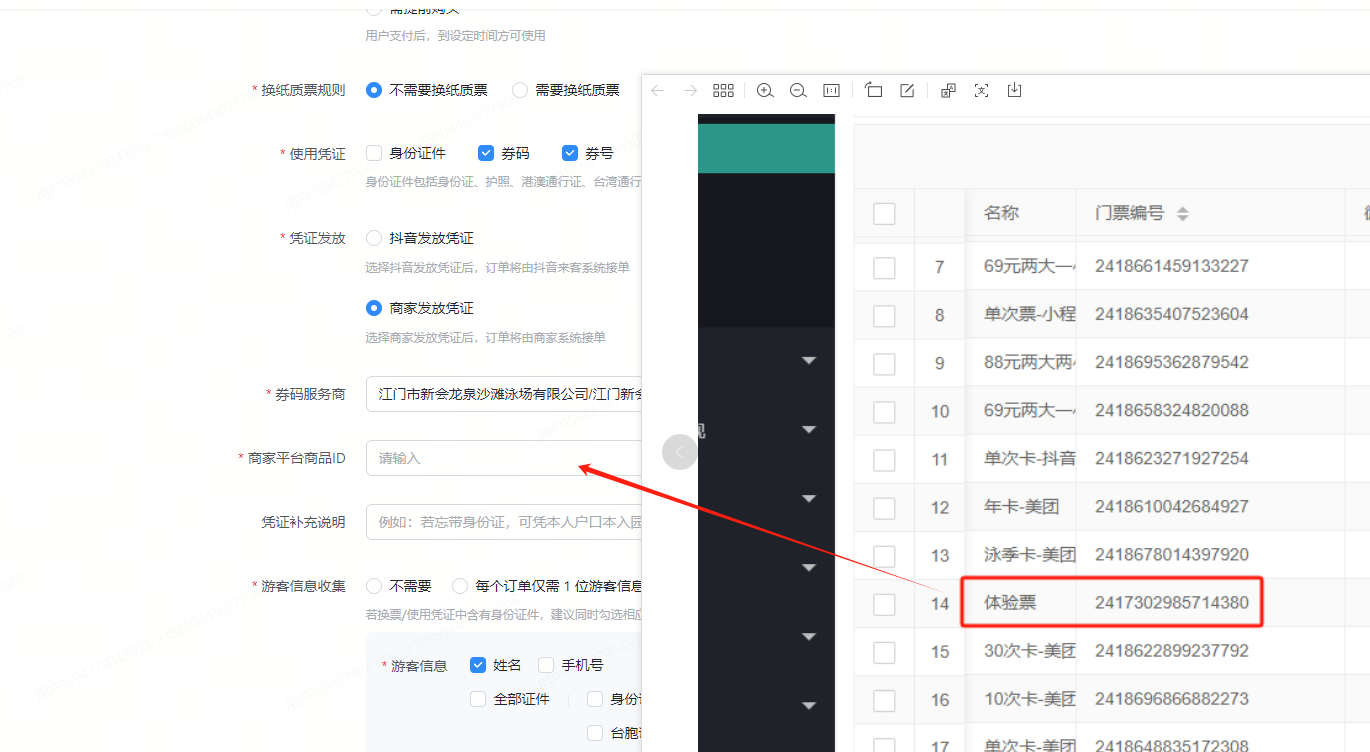 用户支付后，到设定时间方可使用
* 换纸质票规则 不需要换纸质票 需要换纸质票
* 使用凭证 身份证件 券码 券号
身份证件包括身份证、护照、港澳通行证、台湾通行
* 凭证发放 抖音发放凭证
选择抖音发放凭证后，订单将由抖音来客系统接单
商家发放凭证
选择商家发放凭证后，订单将由商家系统接单
* 券码服务商 江门市新会龙泉沙滩泳场有限公司/江门新会
* 商家平台商品ID 请输入
凭证补充说明 例如：若忘带身份证，可凭本人户口本入园
* 游客信息收集 不需要 每个订单仅需 1 位游客信息
若换票/使用凭证中含有身份证件，建议同时勾选相应
* 游客信息 姓名 手机号
全部证件 身份证
台胞证
名称 门票编号
7 69元两大一小 2418661459133227
8 单次票-小程 2418635407523604
9 88元两大两小 2418695362879542
10 69元两大一小 2418658324820088
11 单次卡-抖音 2418623271927254
12 年卡-美团 2418610042684927
13 泳季卡-美团 2418678014397920
14 体验票 2417302985714380
15 30次卡-美团 2418622899237792
16 10次卡-美团 2418696866882273
17 单次卡-美团 2418648835172308